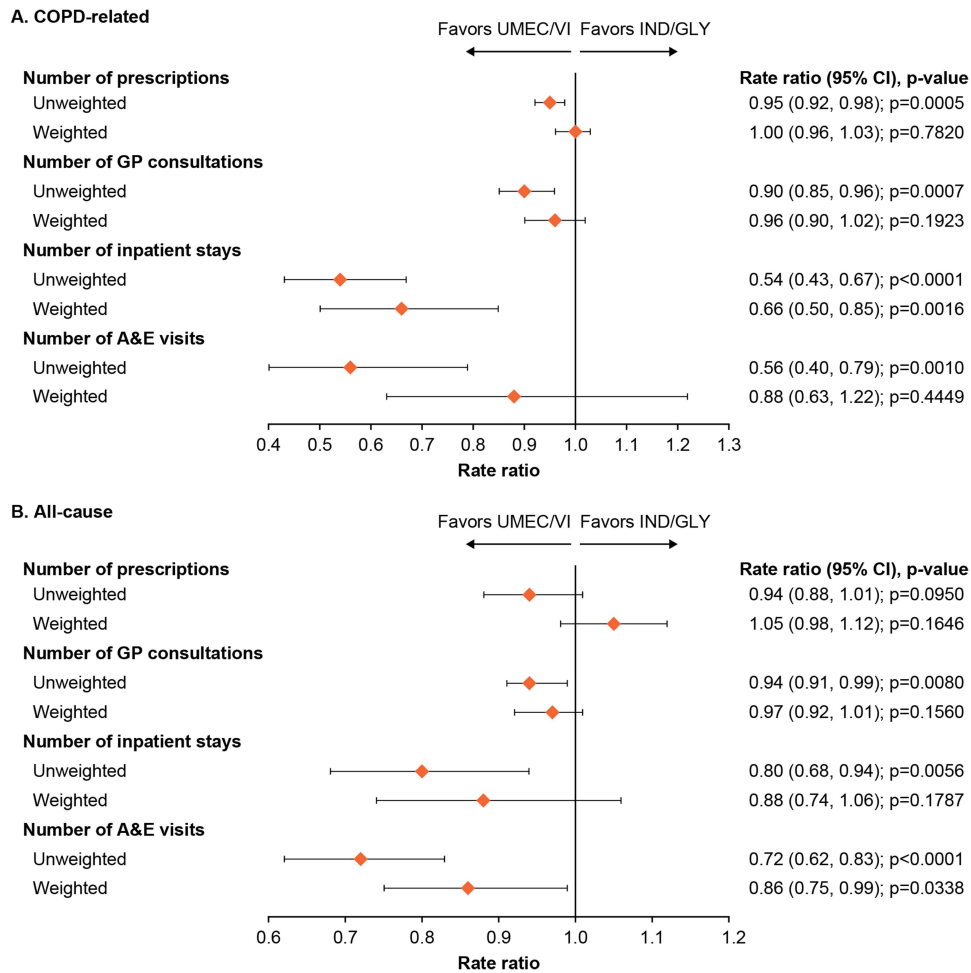 A. COPD-related
Favors UMEC/VI Favors IND/GLY
Number of prescriptions Rate ratio (95% CI), p-value
Unweighted 0.95 (0.92, 0.98); p=0.0005
Weighted 1.00 (0.96, 1.03); p=0.7820
Number of GP consultations
Unweighted 0.90 (0.85, 0.96); p=0.0007
Weighted 0.96 (0.90, 1.02); p=0.1923
Number of inpatient stays
Unweighted 0.54 (0.43, 0.67); p<0.0001
Weighted 0.66 (0.50, 0.85); p=0.0016
Number of A&E visits
Unweighted 0.56 (0.40, 0.79); p=0.0010
Weighted 0.88 (0.63, 1.22); p=0.4449
0.4 0.5 0.6 0.7 0.8 0.9 1.0 1.1 1.2 1.3
Rate ratio
B. All-cause
Favors UMEC/VI Favors IND/GLY
Number of prescriptions Rate ratio (95% CI), p-value
Unweighted 0.94 (0.88, 1.01); p=0.0950
Weighted 1.05 (0.98, 1.12); p=0.1646
Number of GP consultations
Unweighted 0.94 (0.91, 0.99); p=0.0080
Weighted 0.97 (0.92, 1.01); p=0.1560
Number of inpatient stays
Unweighted 0.80 (0.68, 0.94); p=0.0056
Weighted 0.88 (0.74, 1.06); p=0.1787
Number of A&E visits
Unweighted 0.72 (0.62, 0.83); p<0.0001
Weighted 0.86 (0.75, 0.99); p=0.0338
0.6 0.7 0.8 0.9 1.0 1.1 1.2
Rate ratio